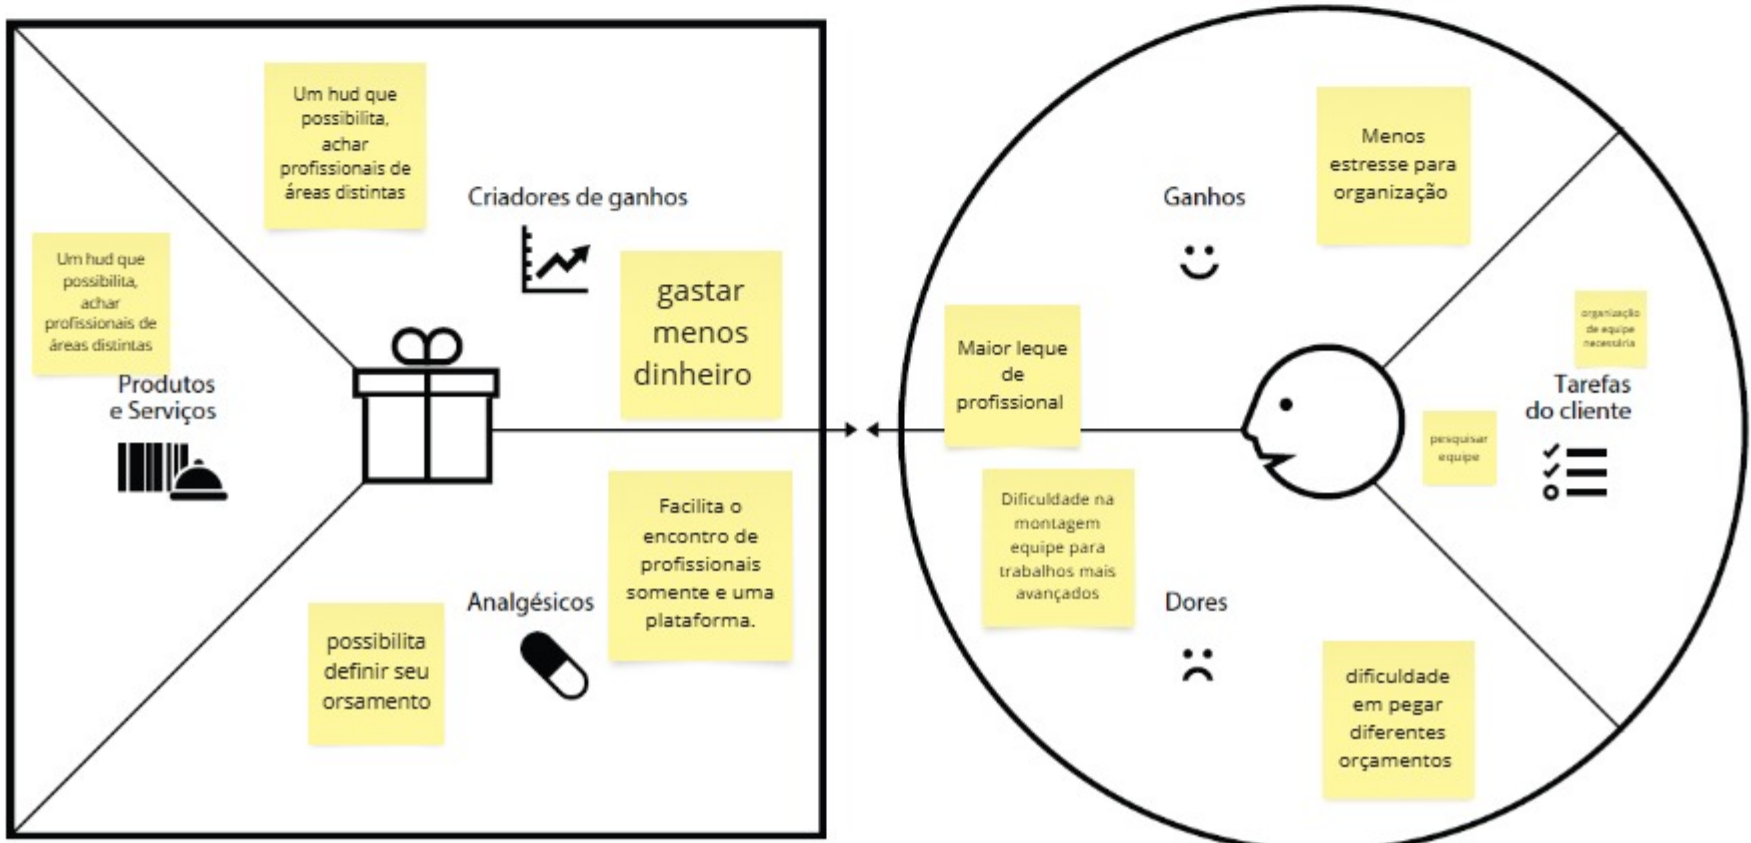 Um hud que
possibilita,
achar
profissionais de
áreas distintas
Criadores de ganhos
gastar
menos
dinheiro
Um hud que
possibilita,
achar
profissionais de
áreas distintas
Produtos
e Serviços
Facilita o
encontro de
profissionais
somente e uma
plataforma.
Analgésicos
possibilita
definir seu
orsamento
Menos
estresse para
organização
Ganhos
Maior leque
de
profissional
organização
de equipe
necessária
Tarefas
do cliente
pesquisar
equipe
Dificuldade na
montagem
equipe para
trabalhos mais
avançados
Dores
dificuldade
em pegar
diferentes
orçamentos